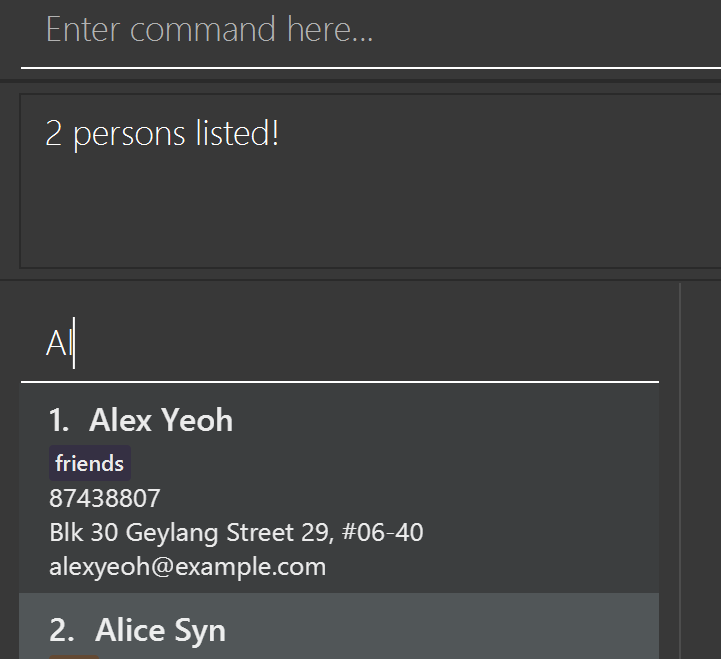 Enter command here...
2 persons listed!
Al
1. Alex Yeoh
friends
87438807
Blk 30 Geylang Street 29, #06-40
alexyeoh@example.com
2. Alice Syn